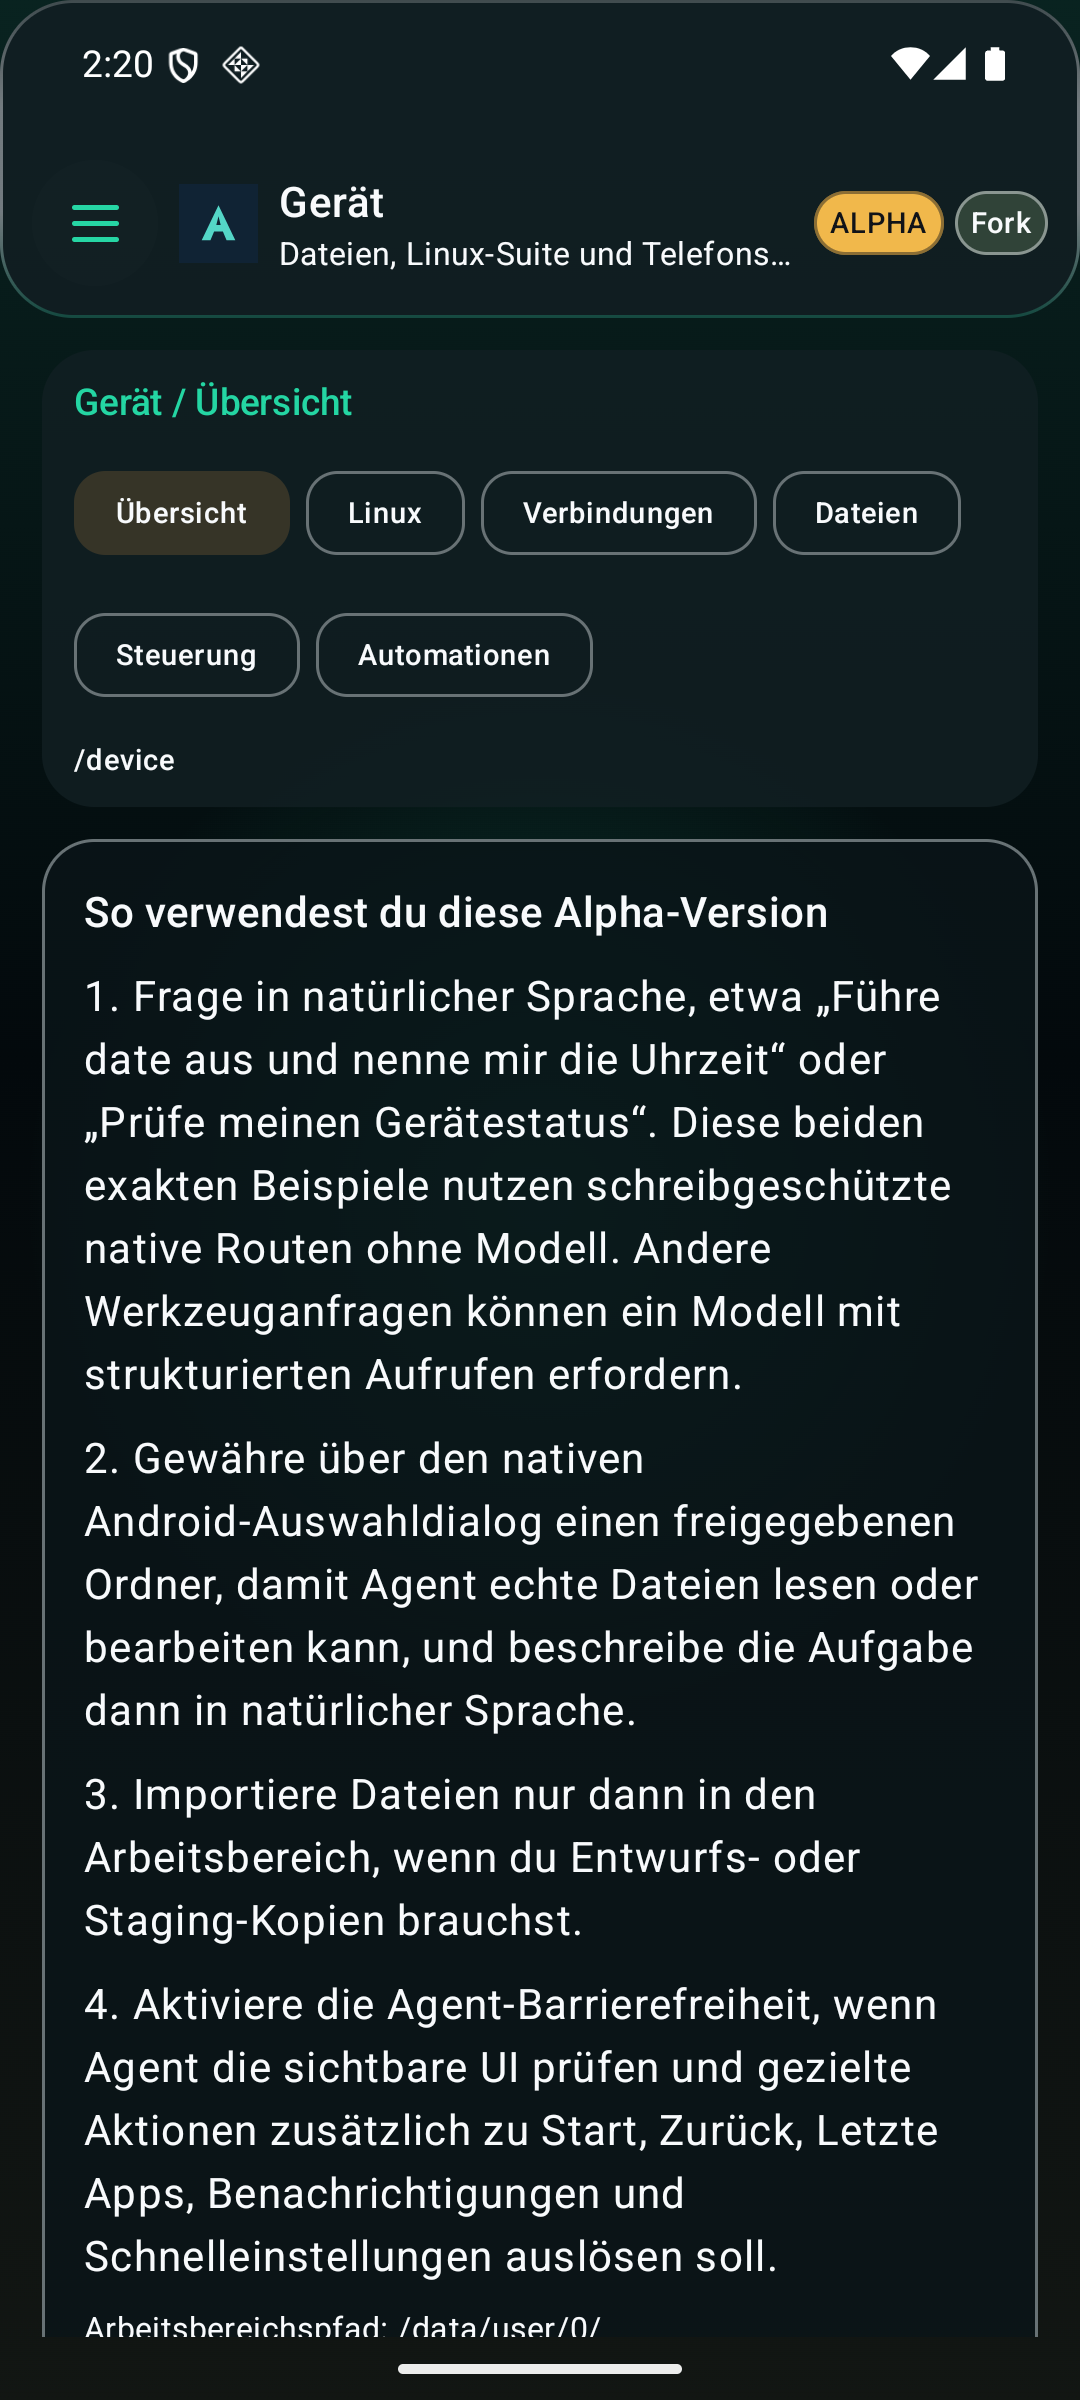 2:20
Gerät
Dateien, Linux-Suite und Telefons…
ALPHA
Fork
Gerät / Übersicht
Übersicht
Linux
Verbindungen
Dateien
Steuerung
Automationen
/device
So verwendest du diese Alpha-Version
1. Frage in natürlicher Sprache, etwa „Führe
date aus und nenne mir die Uhrzeit“ oder
„Prüfe meinen Gerätestatus“. Diese beiden
exakten Beispiele nutzen schreibgeschützte
native Routen ohne Modell. Andere
Werkzeuganfragen können ein Modell mit
strukturierten Aufrufen erfordern.
2. Gewähre über den nativen
Android-Auswahldialog einen freigegebenen
Ordner, damit Agent echte Dateien lesen oder
bearbeiten kann, und beschreibe die Aufgabe
dann in natürlicher Sprache.
3. Importiere Dateien nur dann in den
Arbeitsbereich, wenn du Entwurfs- oder
Staging-Kopien brauchst.
4. Aktiviere die Agent-Barrierefreiheit, wenn
Agent die sichtbare UI prüfen und gezielte
Aktionen zusätzlich zu Start, Zurück, Letzte
Apps, Benachrichtigungen und
Schnelleinstellungen auslösen soll.
Arbeitsbereichspfad: /data/user/0/